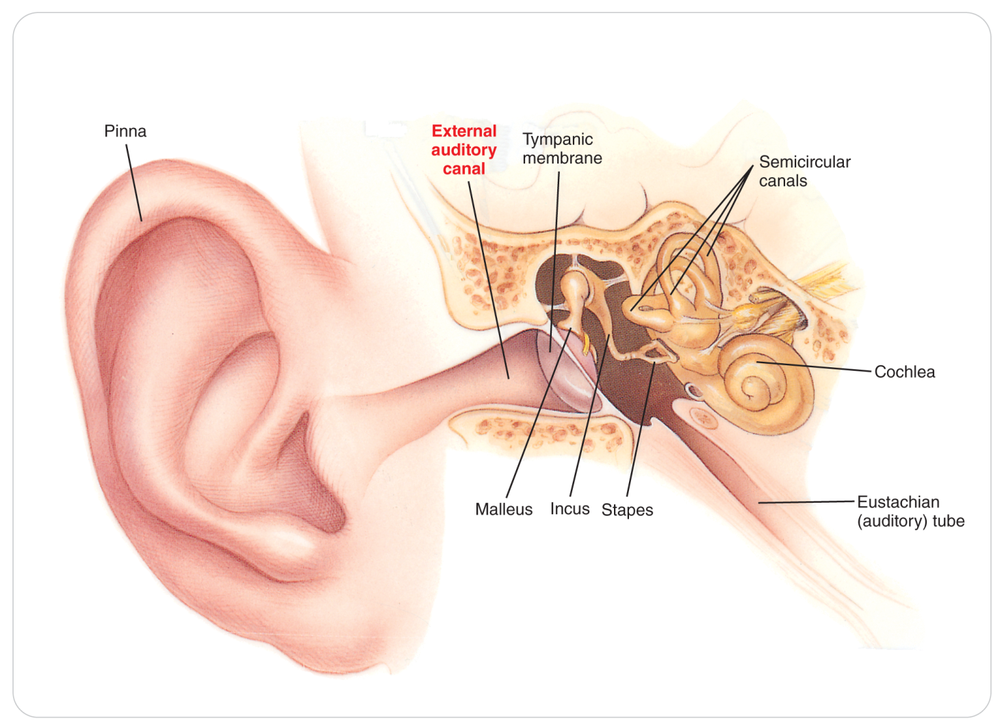 Pinna
External
auditory
canal
Tympanic
membrane
Semicircular
canals
Cochlea
Malleus
Incus
Stapes
Eustachian
(auditory) tube